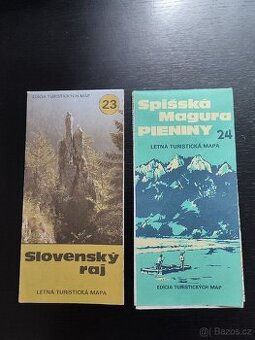 EDÍCIA TURISTICKÝCH MÁP
23
Slovenský
raj
LETNÁ TURISTICKÁ MAPA
Spišská
Magura
PIENINY
24
LETNÁ TURISTICKÁ MAPA
EDÍCIA TURISTICKÝCH MÁP
Bazoš.cz